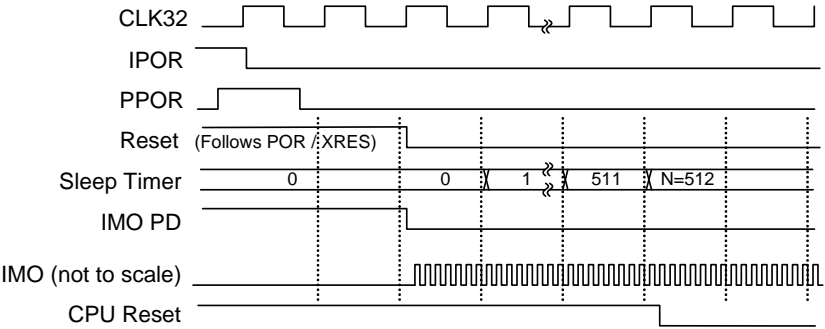 CLK32
IPOR
PPOR
Reset (Follows POR / XRES)
Sleep Timer 0 0 1 511 N=512
IMO PD
IMO (not to scale)
CPU Reset